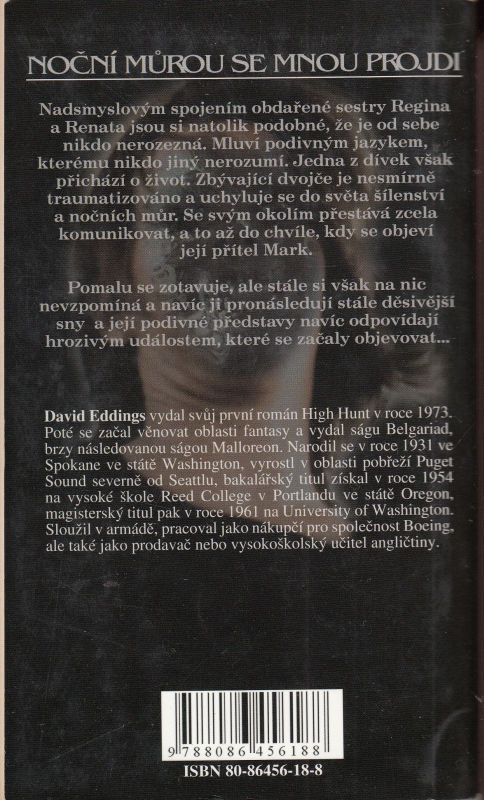 NOČNÍ MŮROU SE MNOU PROJDI
Nadsmyslovým spojením obdařené sestry Regina
a Renata jsou si natolik podobné, že je od sebe
nikdo nerozezná. Mluví podivným jazykem,
kterému nikdo jiný nerozumí. Jedna z dívek však
přichází o život. Zbývající dvojče je nesmírně
traumatizováno a uchyluje se do světa šílenství
a nočních můr. Se svým okolím přestává zcela
komunikovat, a to až do chvíle, kdy se objeví
její přítel Mark.
Pomalu se zotavuje, ale stále si však na nic
nevzpomíná a navíc ji pronásledují stále děsivější
sny a její podivné představy navíc odpovídají
hrozivým událostem, které se začaly objevovat...
David Eddings vydal svůj první román High Hunt v roce 1973.
Poté se začal věnovat oblasti fantasy a vydal ságu Belgariad,
brzy následovanou ságou Malloreon. Narodil se v roce 1931 ve
Spokane ve státě Washington, vyrostl v oblasti pobřeží Puget
Sound severně od Seattlu, bakalářský titul získal v roce 1954
na vysoké škole Reed College v Portlandu ve státě Oregon,
magisterský titul pak v roce 1961 na University of Washington.
Sloužil v armádě, pracoval jako nákupčí pro společnost Boeing,
ale také jako prodavač nebo vysokoškolský učitel angličtiny.
9 788086 456188
ISBN 80-86456-18-8